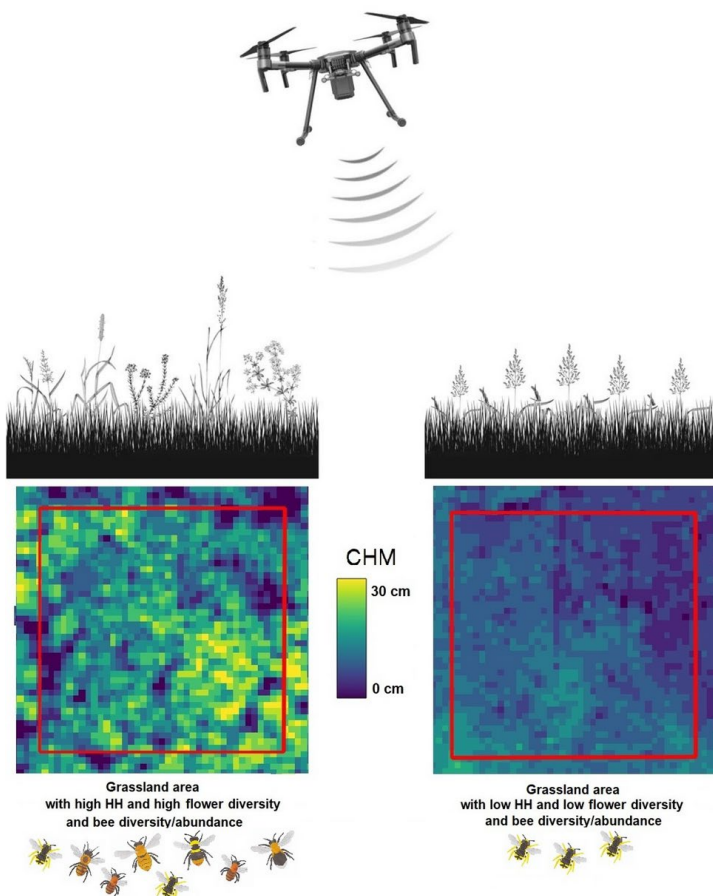 CHM
30 cm
0 cm
Grassland area
with high HH and high flower diversity
and bee diversity/abundance
Grassland area
with low HH and low flower diversity
and bee diversity/abundance